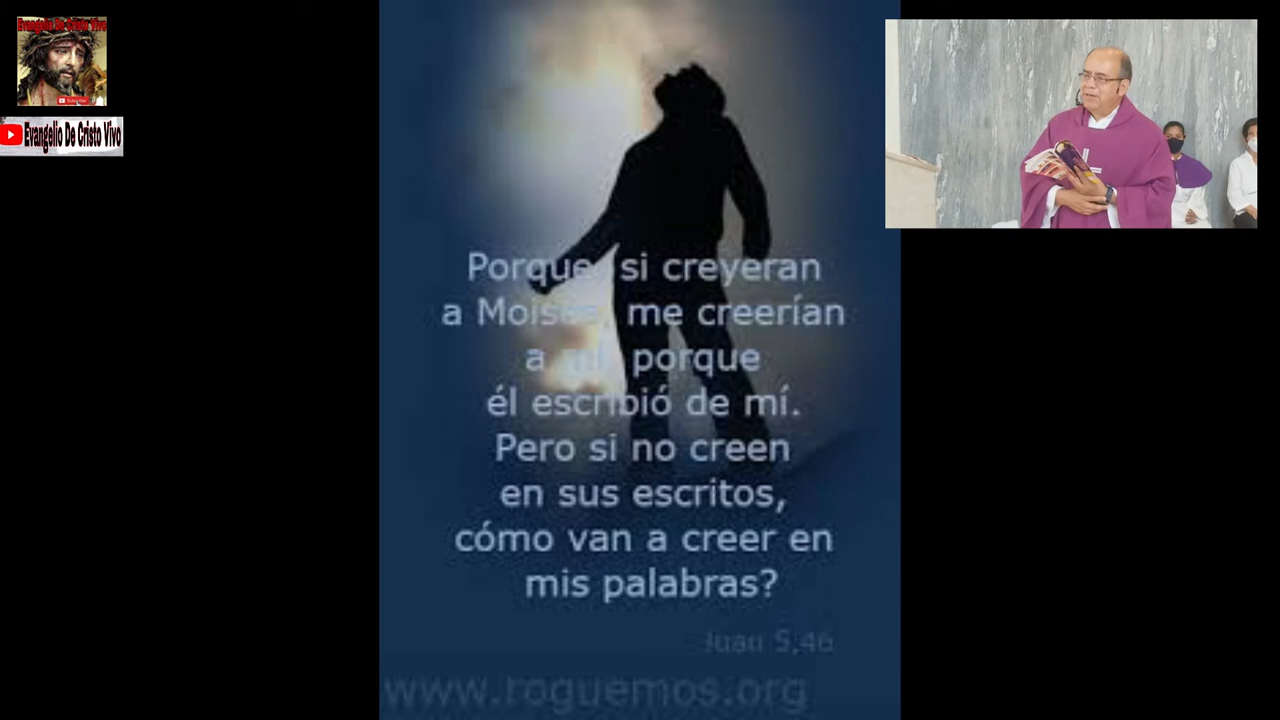 Evangelio De Cristo Vivo
Subscribe
Evangelio De Cristo Vivo
Porque, si creyeran
a Moisés, me creerían
a mí, porque
él escribió de mí.
Pero si no creen
en sus escritos,
cómo van a creer en
mis palabras?
Juan 5,46
www.roguemos.org